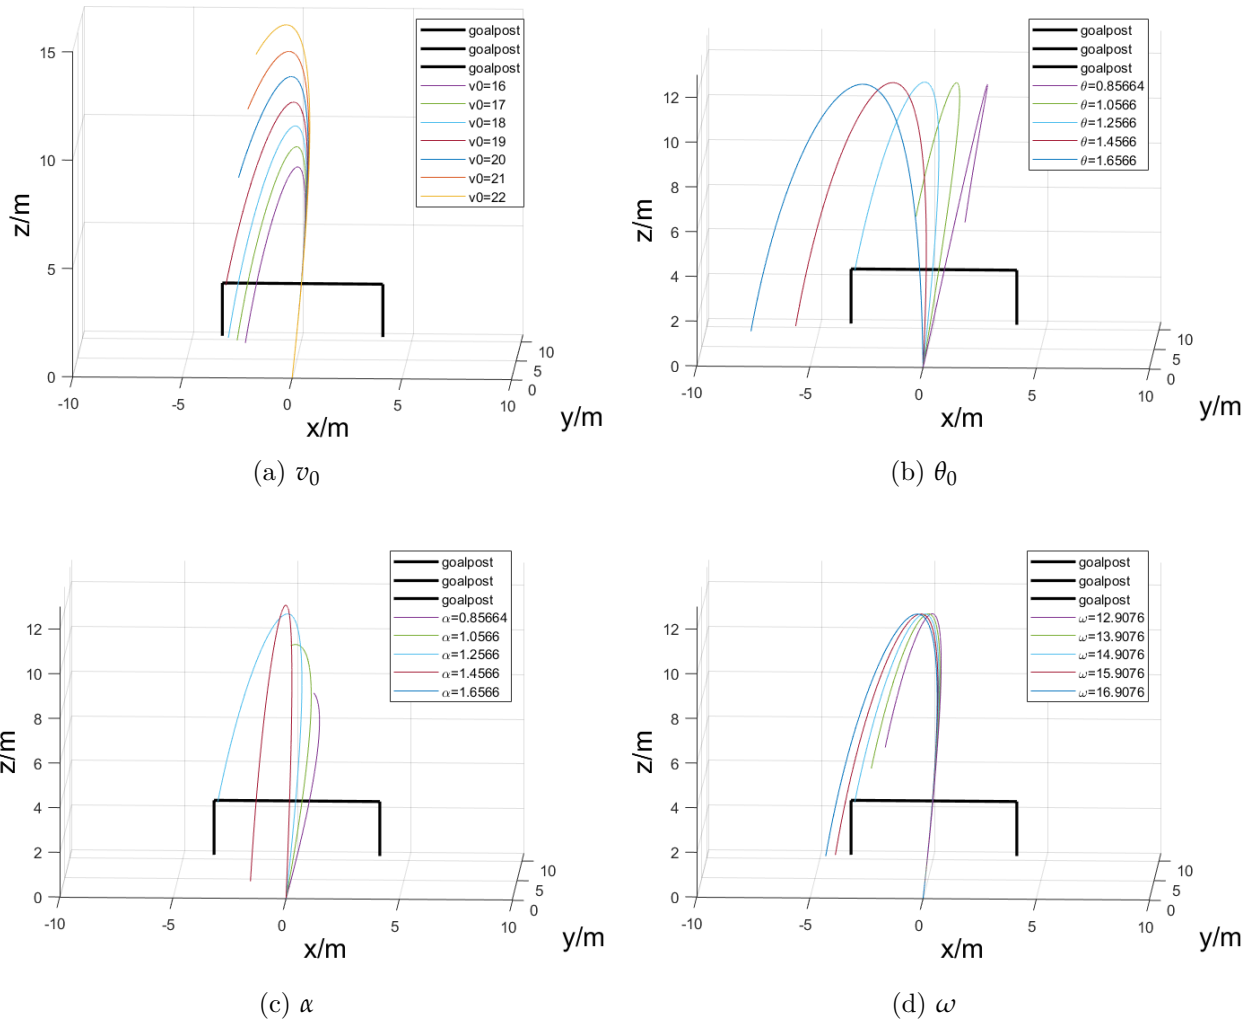 goalpost
goalpost
goalpost
v0=16
v0=17
v0=18
v0=19
v0=20
v0=21
v0=22
15
10
5
0
z/m
-10
-5
0
5
10
x/m
10
5
0
y/m
(a) v₀
goalpost
goalpost
goalpost
θ=0.85664
θ=1.0566
θ=1.2566
θ=1.4566
θ=1.6566
12
10
8
6
4
2
0
z/m
-10
-5
0
5
10
x/m
10
5
0
y/m
(b) θ₀
goalpost
goalpost
goalpost
α=0.85664
α=1.0566
α=1.2566
α=1.4566
α=1.6566
12
10
8
6
4
2
0
z/m
-10
-5
0
5
10
x/m
10
5
0
y/m
(c) α
goalpost
goalpost
goalpost
ω=12.9076
ω=13.9076
ω=14.9076
ω=15.9076
ω=16.9076
12
10
8
6
4
2
0
z/m
-10
-5
0
5
10
x/m
10
5
0
y/m
(d) ω